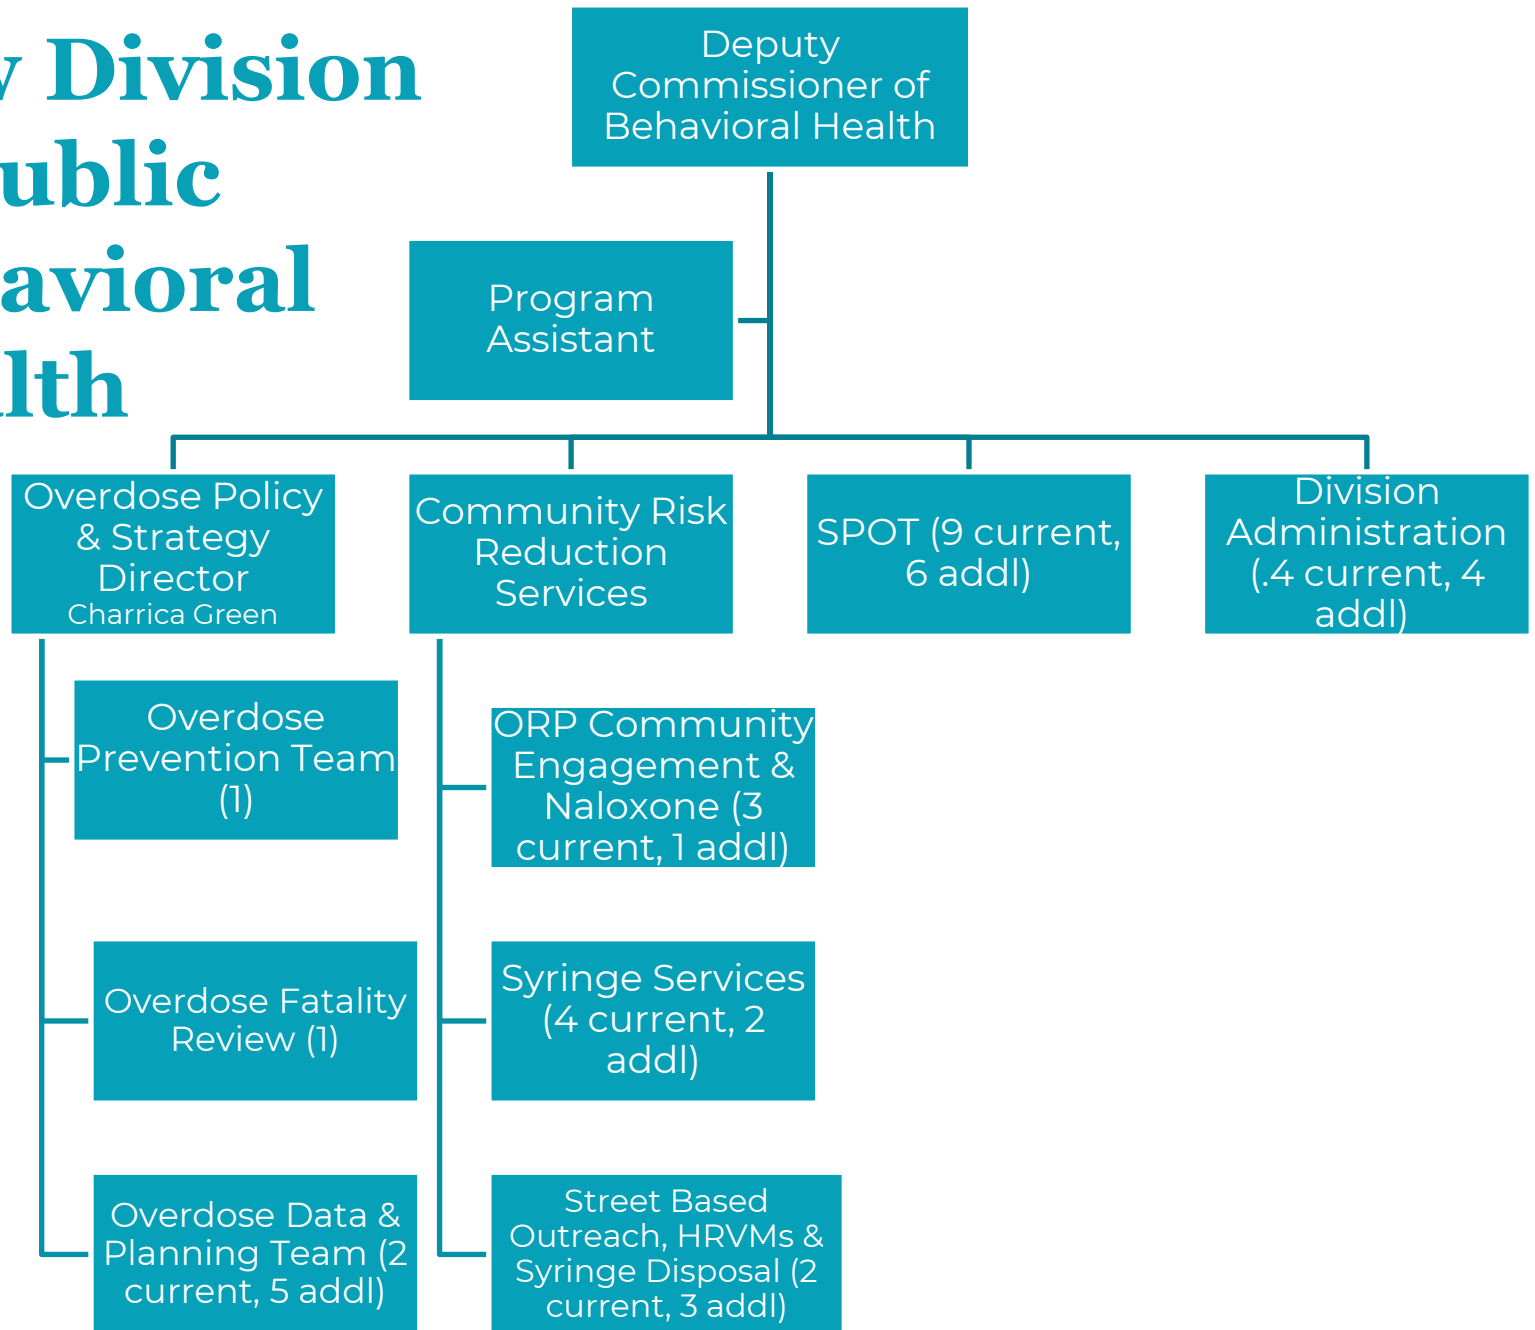 Division
Deputy
Commissioner of
Behavioral Health
Program
Assistant
Overdose Policy
& Strategy
Director
Charrica Green
Community Risk
Reduction
Services
SPOT (9 current,
6 addl)
Division
Administration
(.4 current, 4
addl)
Overdose
Prevention Team
(1)
ORP Community
Engagement &
Naloxone (3
current, 1 addl)
Overdose Fatality
Review (1)
Syringe Services
(4 current, 2
addl)
Overdose Data &
Planning Team (2
current, 5 addl)
Street Based
Outreach, HRVMs &
Syringe Disposal (2
current, 3 addl)